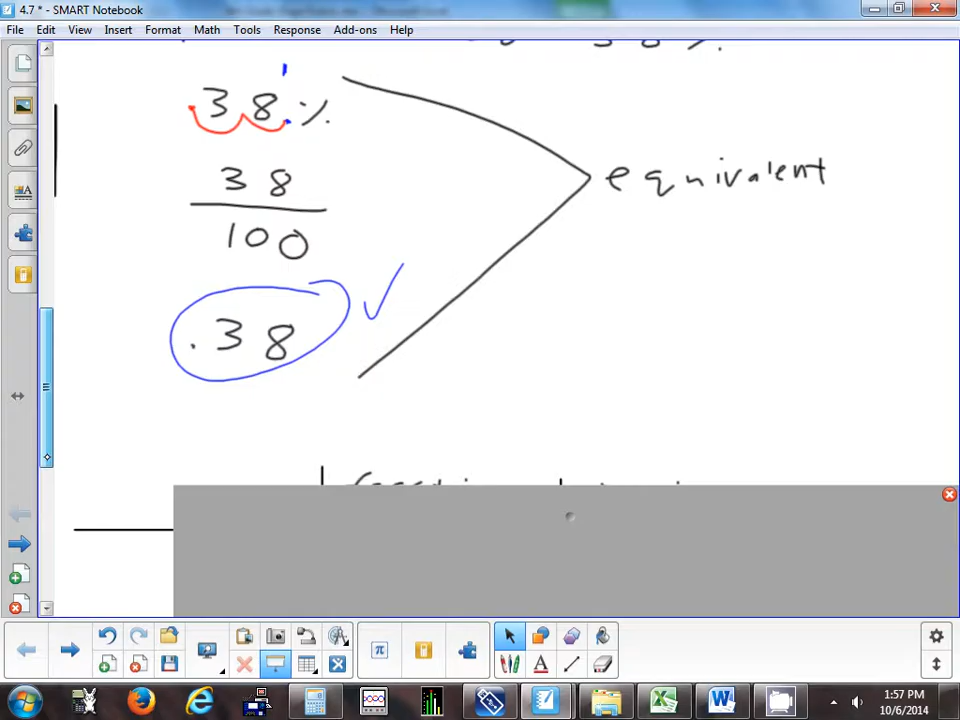 4.7 * - SMART Notebook
File Edit View Insert Format Math Tools Response Add-ons Help
38.%
38
100
.38
equivalent
1:57 PM
10/6/2014